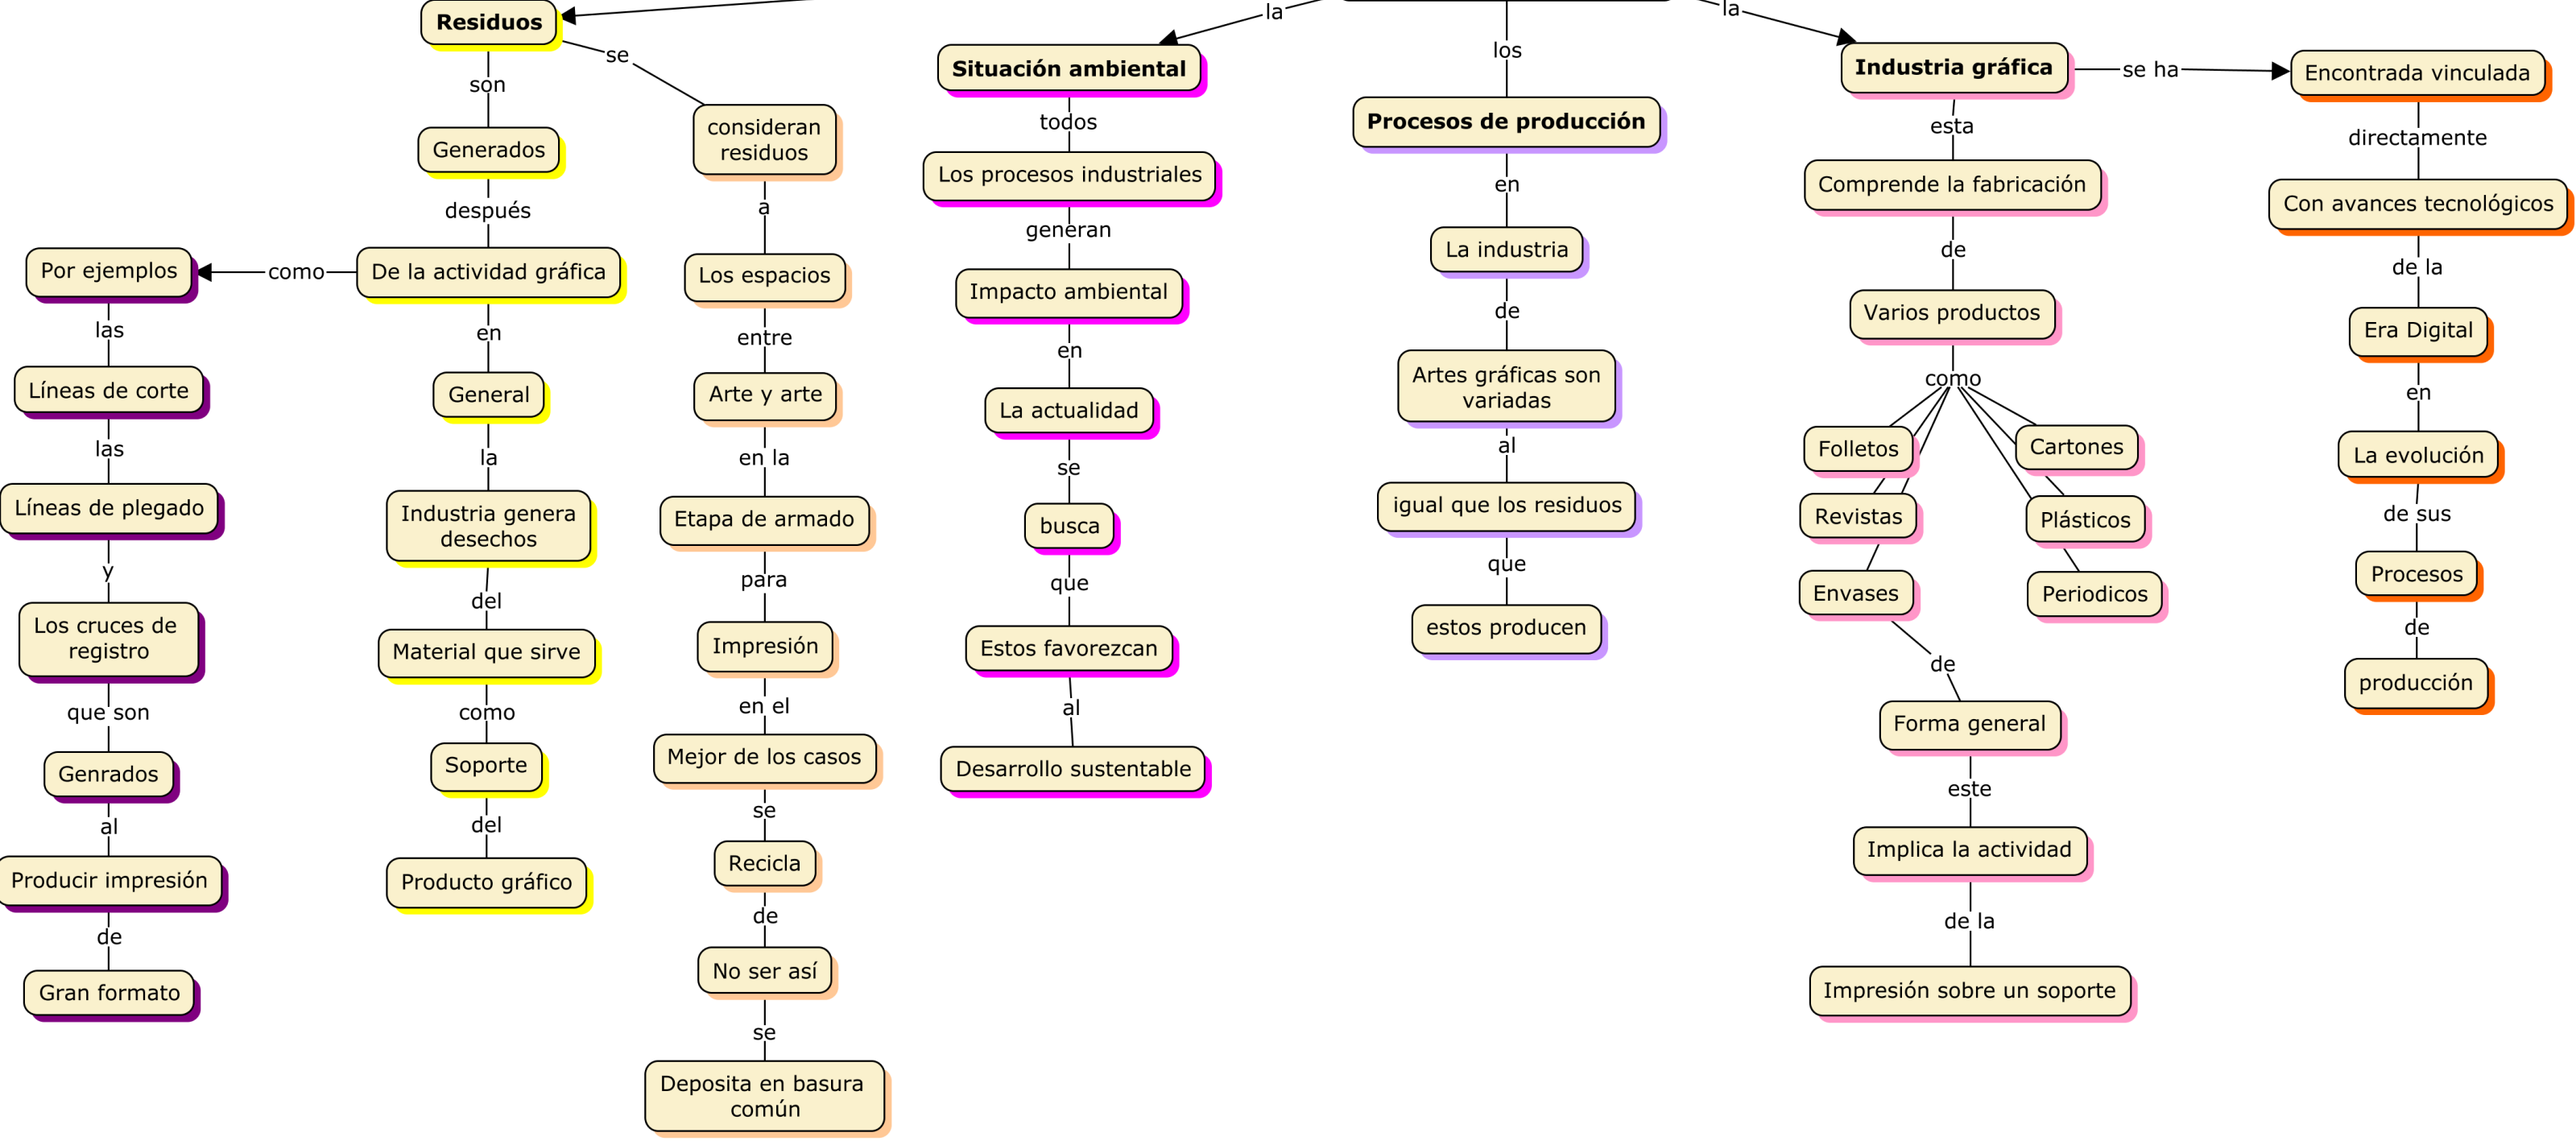 Residuos
son
Generados
después
De la actividad gráfica
como
Por ejemplos
las
Líneas de corte
las
Líneas de plegado
y
Los cruces de
registro
que son
Genrados
al
Producir impresión
de
Gran formato
en
General
la
Industria genera
desechos
del
Material que sirve
como
Soporte
del
Producto gráfico
se
consideran
residuos
a
Los espacios
entre
Arte y arte
en la
Etapa de armado
para
Impresión
en el
Mejor de los casos
se
Recicla
de
No ser así
se
Deposita en basura
común
la
Situación ambiental
todos
Los procesos industriales
generan
Impacto ambiental
en
La actualidad
se
busca
que
Estos favorezcan
al
Desarrollo sustentable
los
Procesos de producción
en
La industria
de
Artes gráficas son
variadas
al
igual que los residuos
que
estos producen
la
Industria gráfica
esta
Comprende la fabricación
de
Varios productos
como
Folletos
Cartones
Revistas
Plásticos
Envases
Periodicos
de
Forma general
este
Implica la actividad
de la
Impresión sobre un soporte
se ha
Encontrada vinculada
directamente
Con avances tecnológicos
de la
Era Digital
en
La evolución
de sus
Procesos
de
producción